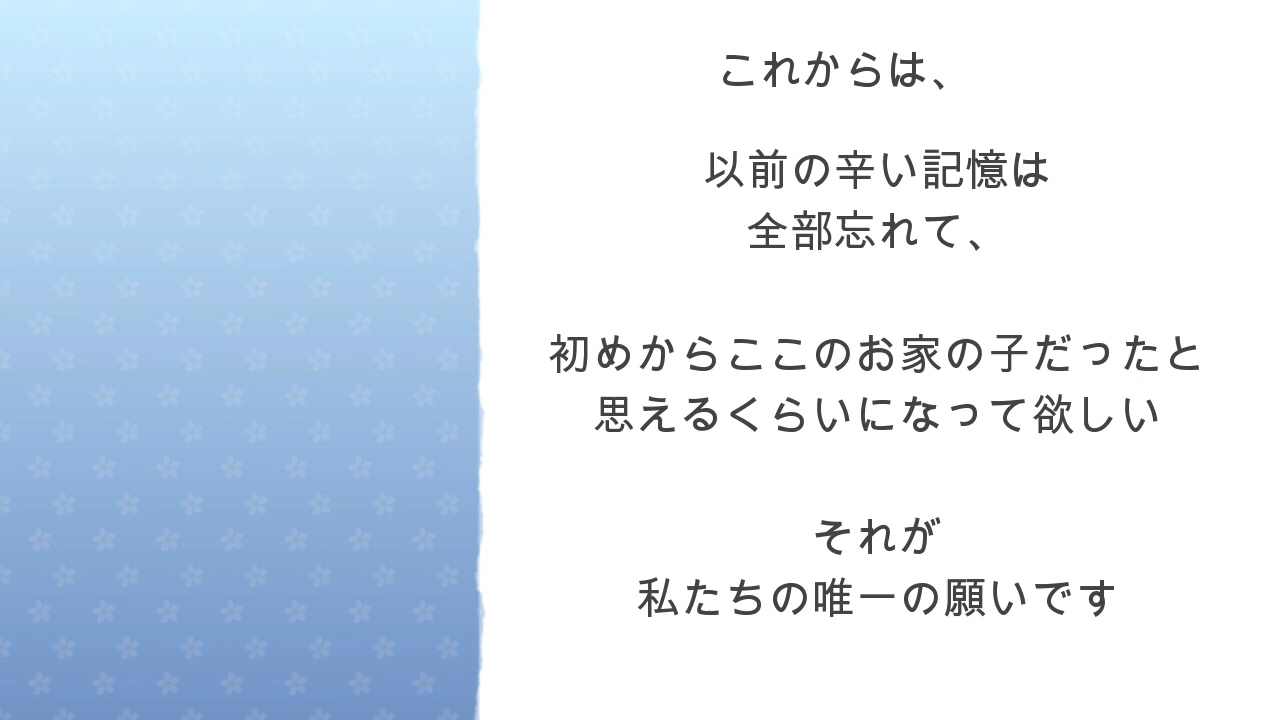 これからは、
以前の辛い記憶は
全部忘れて、
初めからここのお家の子だったと
思えるくらいになって欲しい
それが
私たちの唯一の願いです